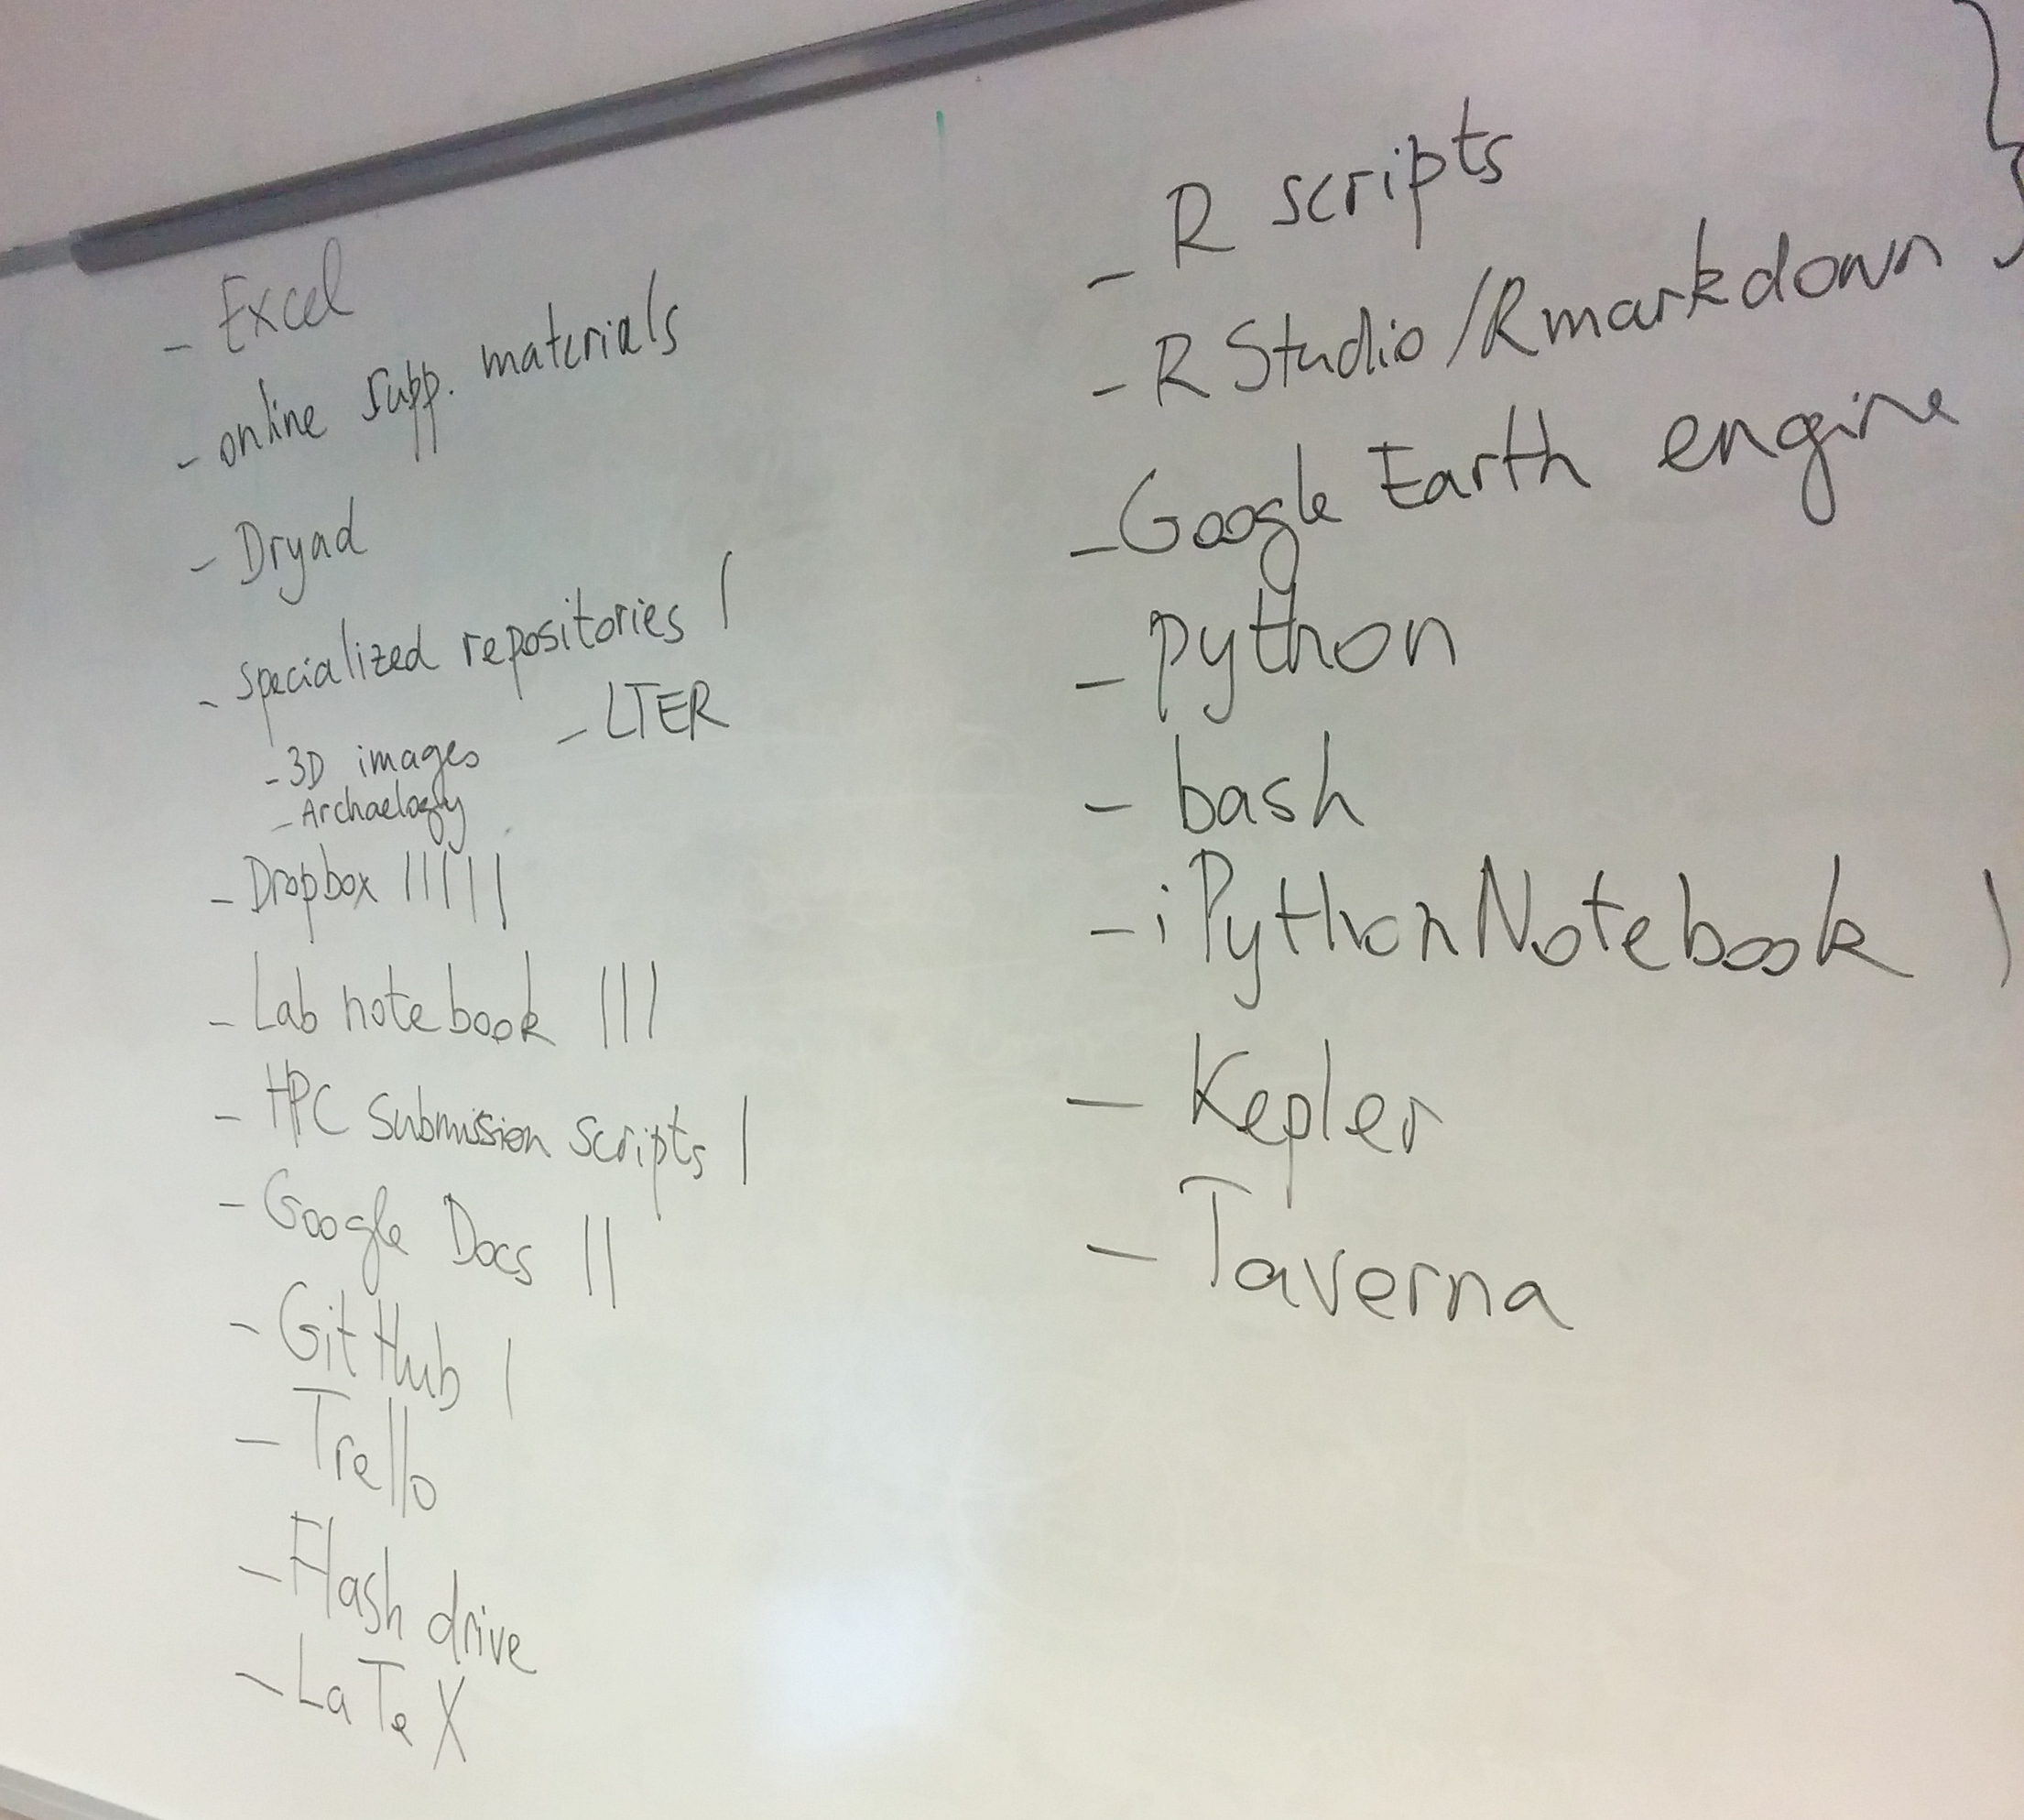 - Excel
- online supp. materials
- Dryad
- specialized repositories |
- 3D images - LTER
- Archaelogy
- Dropbox |||||
- Lab notebook |||
- HPC submission scripts |
- Google Docs ||
- GitHub |
- Trello
- Flash drive
- LaTeX
- R scripts
- R Studio/Rmarkdown }
- Google Earth engine
- python
- bash
- iPythonNotebook |
- Kepler
- Taverna